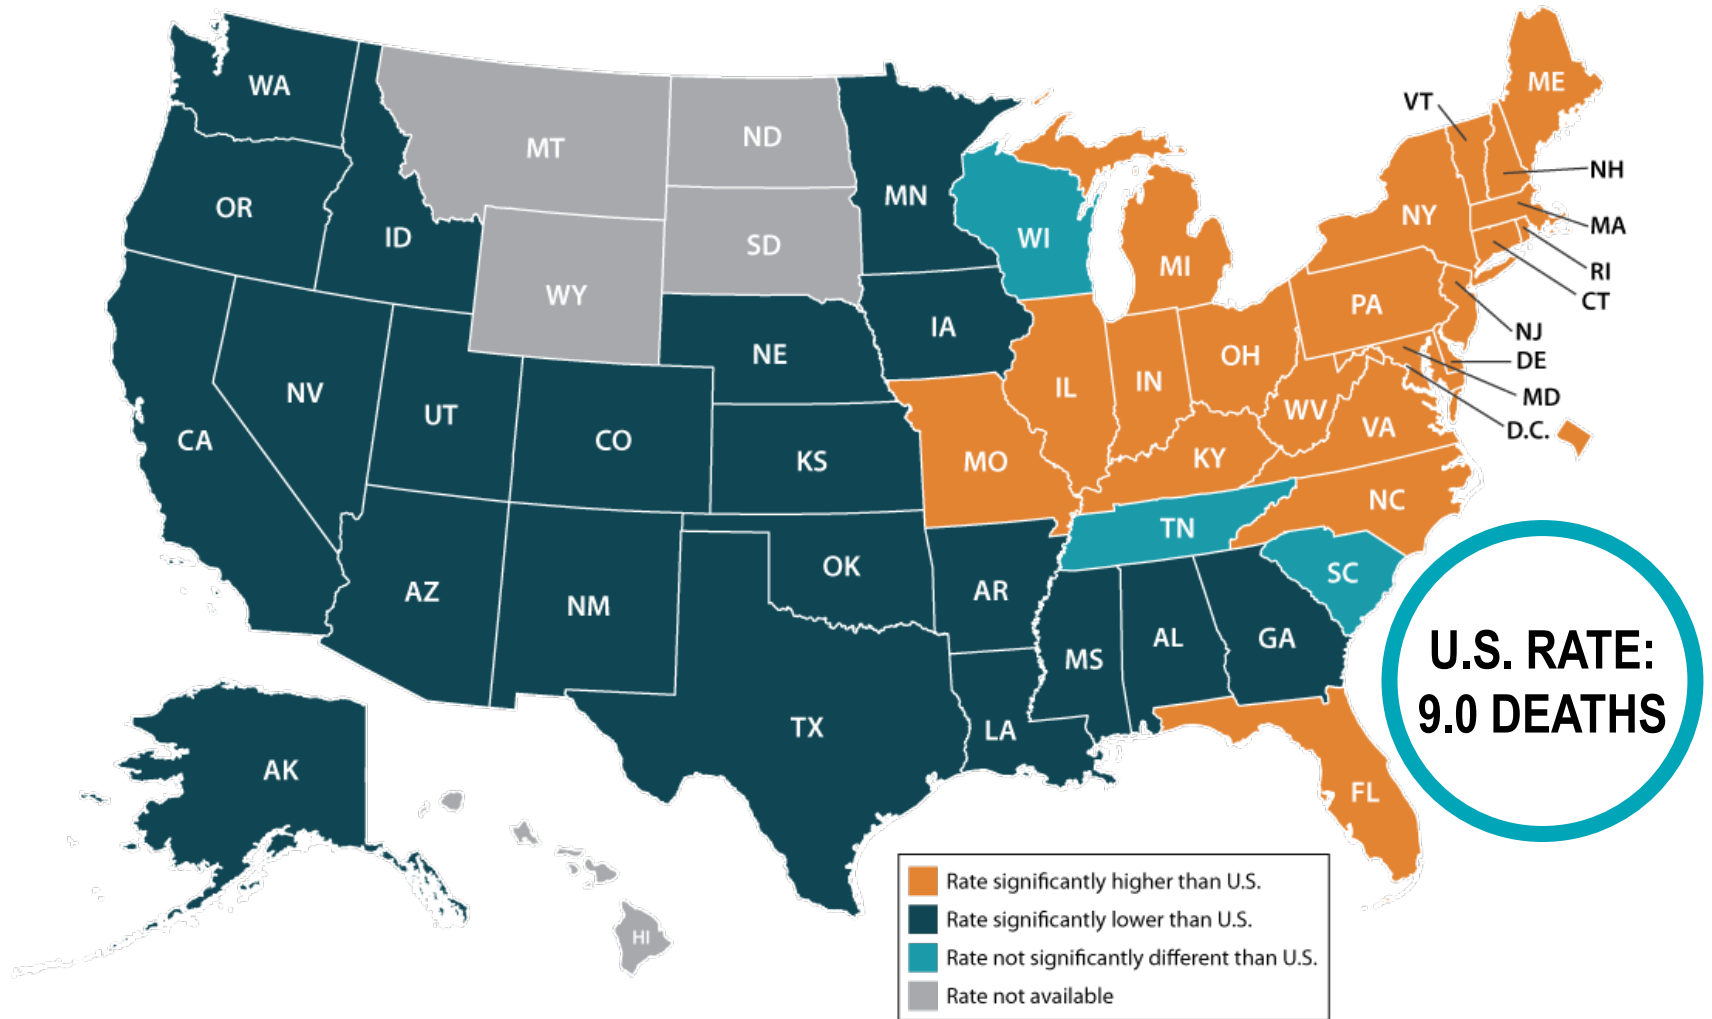 WA
MT
ND
MN
ME
VT
NH
OR
ID
SD
WI
NY
MA
MI
RI
WY
CT
PA
NJ
IA
NE
OH
DE
NV
UT
IL
IN
MD
WV
VA
D.C.
CA
CO
KS
MO
KY
NC
TN
OK
SC
AZ
NM
AR
MS
AL
GA
TX
LA
AK
FL
HI
U.S. RATE:
9.0 DEATHS
Rate significantly higher than U.S.
Rate significantly lower than U.S.
Rate not significantly different than U.S.
Rate not available